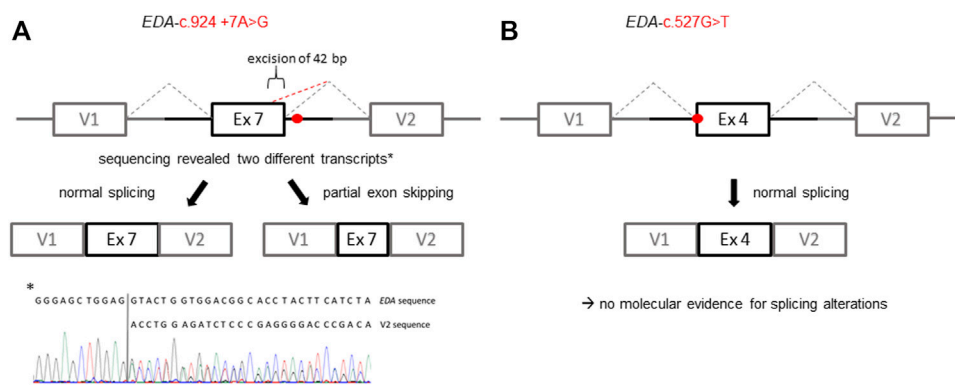 A
EDA-c.924 +7A>G
excision of 42 bp
V1
Ex 7
V2
sequencing revealed two different transcripts*
normal splicing
partial exon skipping
V1
Ex 7
V2
V1
Ex 7
V2
*
GGGAGCTGGAGGTACTGGTGGACGGCACCTACTTCATCTA EDA sequence
ACCTGGAGATCTCCCGAGGGGACCCGACA V2 sequence
B
EDA-c.527G>T
V1
Ex 4
V2
normal splicing
V1
Ex 4
V2
→ no molecular evidence for splicing alterations